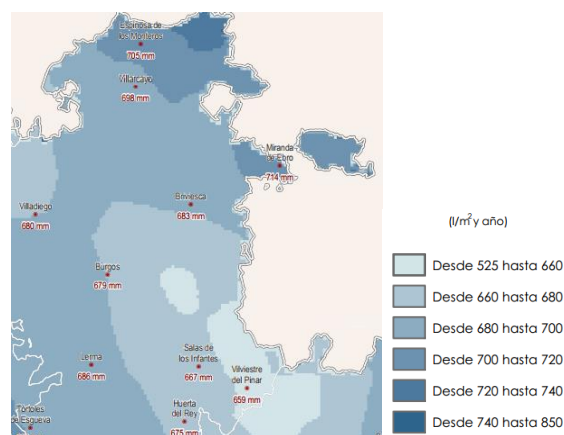 Espinosa de
los Monteros
705 mm
Villarcayo
698 mm
Miranda
de Ebro
714 mm
Briviesca
683 mm
Villadiego
680 mm
Burgos
679 mm
Lerma
686 mm
Salas de
los Infantes
667 mm
Vilviestre
del Pinar
659 mm
Huerta
del Rey
675 mm
Tórtoles
de Esgueva
(l/m² y año)
Desde 525 hasta 660
Desde 660 hasta 680
Desde 680 hasta 700
Desde 700 hasta 720
Desde 720 hasta 740
Desde 740 hasta 850